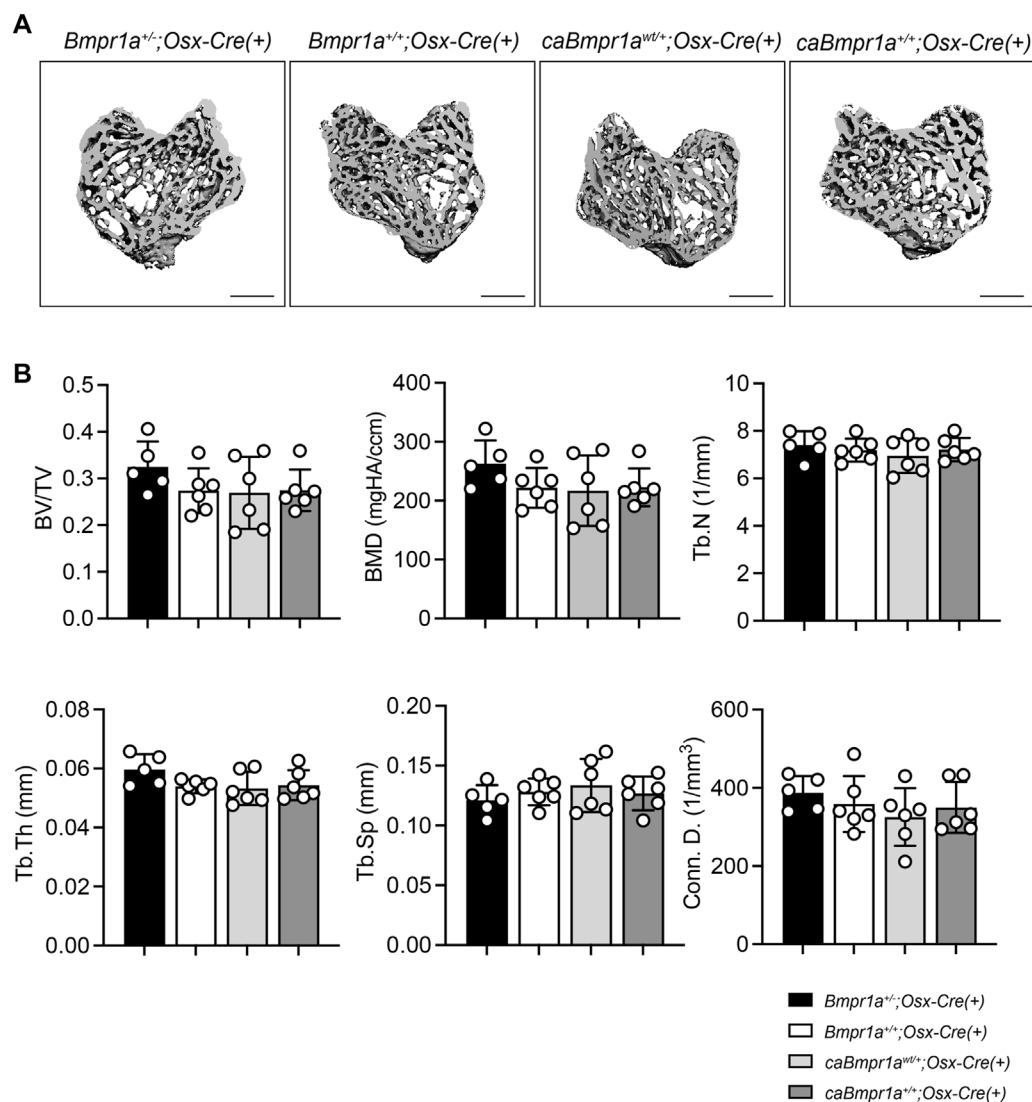 A
Bmpr1a+/-;Osx-Cre(+) Bmpr1a+/+;Osx-Cre(+) caBmpr1awt/+;Osx-Cre(+) caBmpr1a+/+;Osx-Cre(+)
B
BV/TV
0.5
0.4
0.3
0.2
0.1
0.0
BMD (mgHA/ccm)
400
300
200
100
0
Tb.N (1/mm)
10
8
6
4
2
0
Tb.Th (mm)
0.08
0.06
0.04
0.02
0.00
Tb.Sp (mm)
0.20
0.15
0.10
0.05
0.00
Conn. D. (1/mm³)
600
400
200
0
Bmpr1a+/-;Osx-Cre(+)
Bmpr1a+/+;Osx-Cre(+)
caBmpr1awt/+;Osx-Cre(+)
caBmpr1a+/+;Osx-Cre(+)